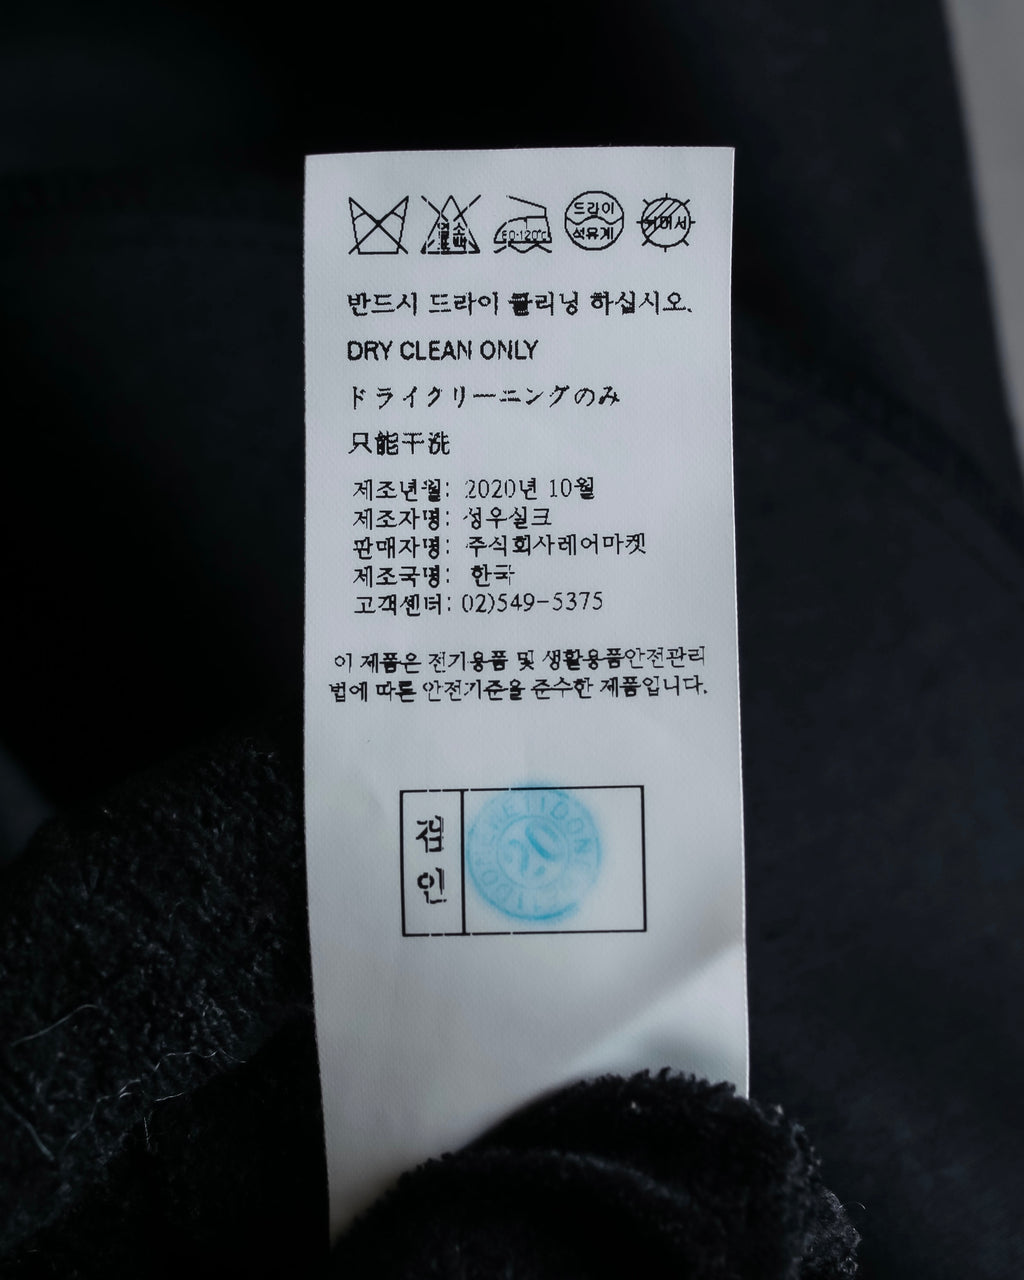 염소
표백
80-120℃
드라이
석유계
반드시 드라이 클리닝 하십시오.
DRY CLEAN ONLY
ドライクリーニングのみ
只能干洗
제조년월: 2020년 10월
제조자명: 성우실크
판매자명: 주식회사레어마켓
제조국명: 한국
고객센터: 02)549-5375
이 제품은 전기용품 및 생활용품안전관리
법에 따른 안전기준을 준수한 제품입니다.
검
인